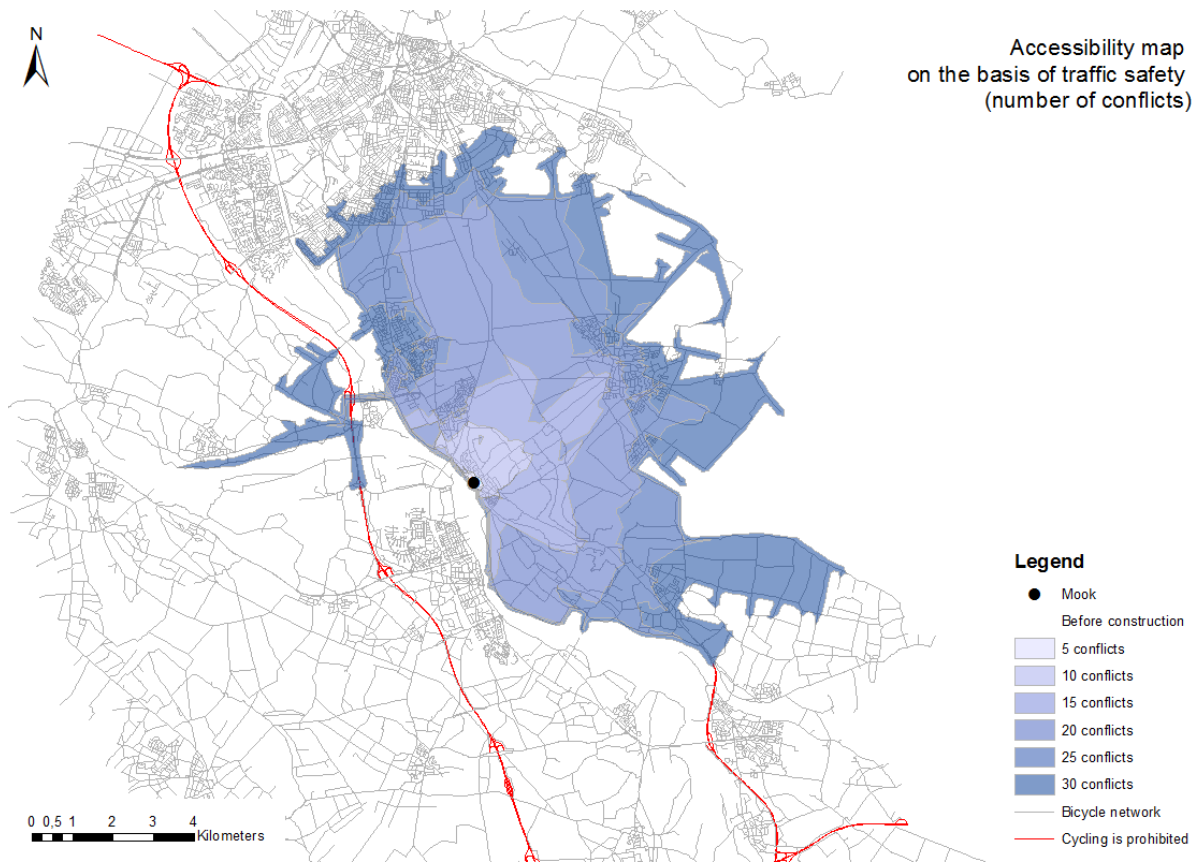 N
Accessibility map
on the basis of traffic safety
(number of conflicts)
Legend
Mook
Before construction
5 conflicts
10 conflicts
15 conflicts
20 conflicts
25 conflicts
30 conflicts
Bicycle network
Cycling is prohibited
0 0,5 1 2 3 4
Kilometers